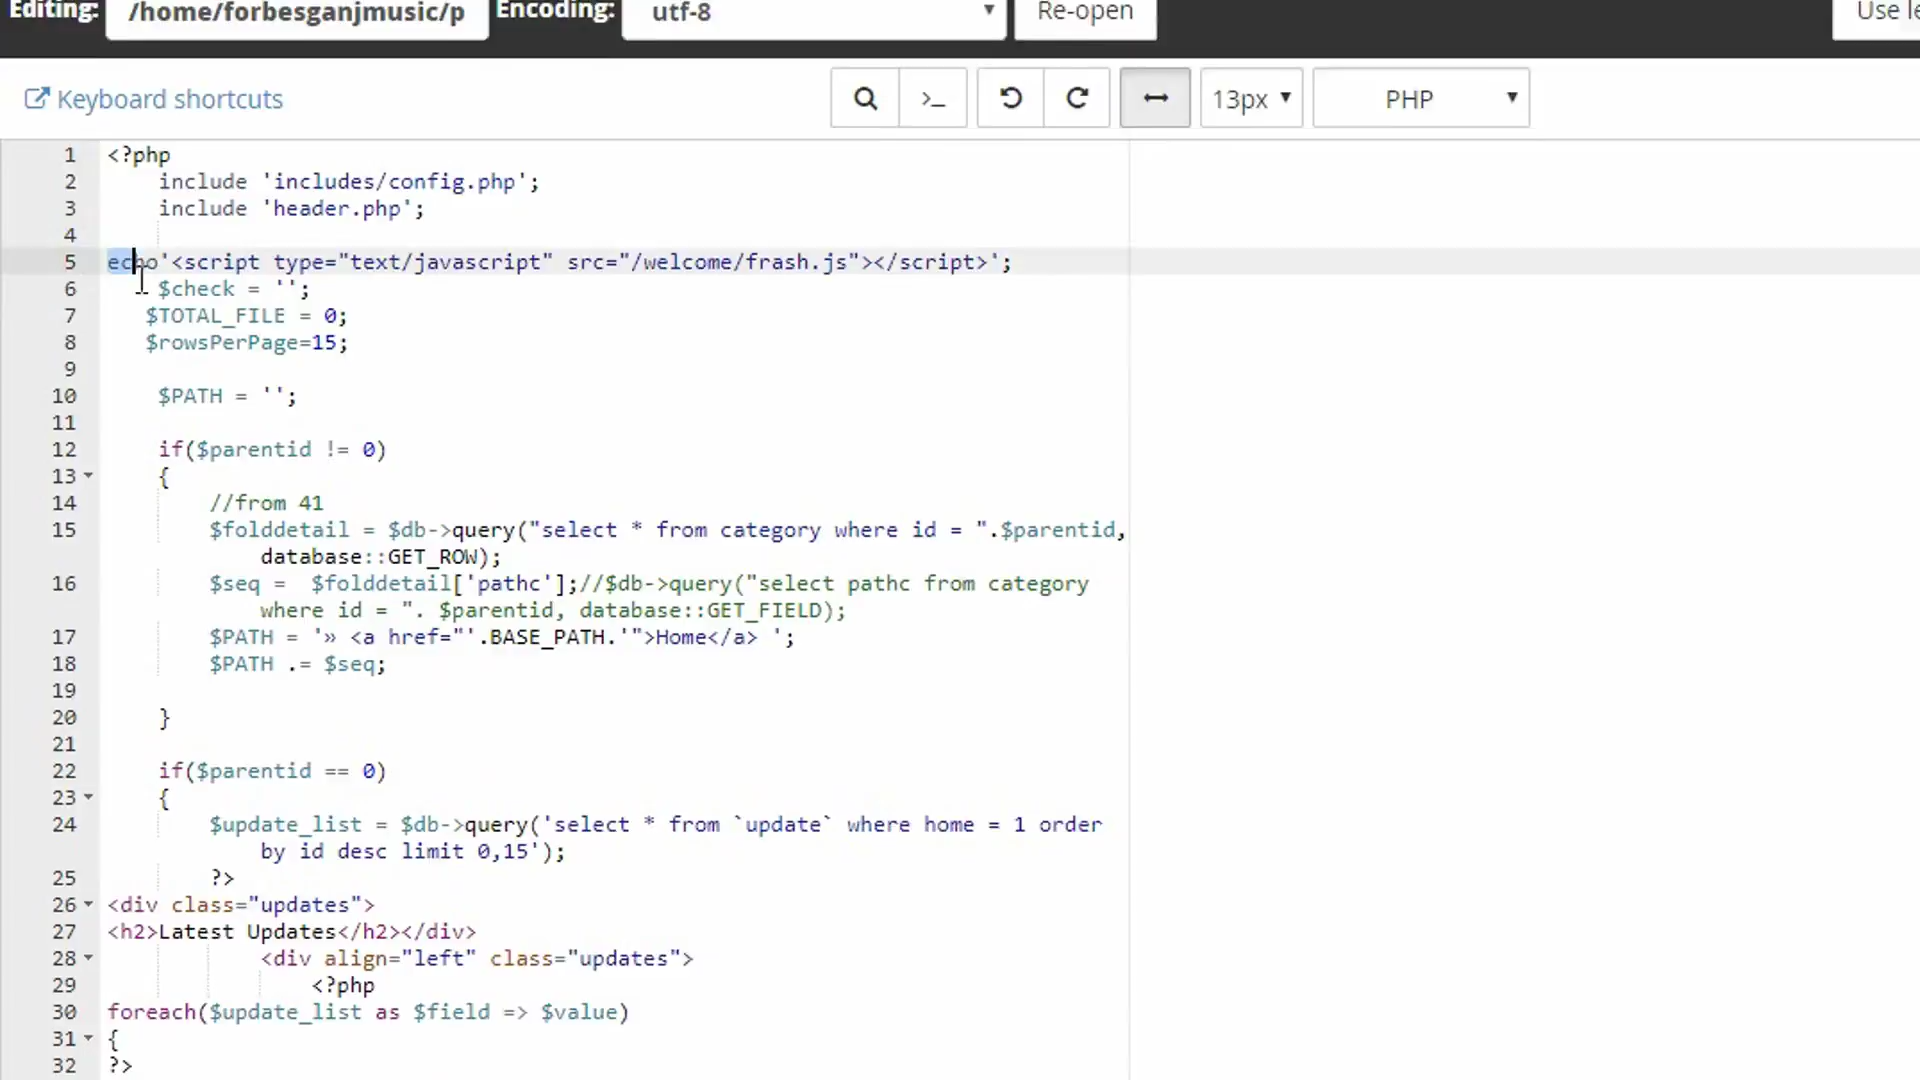 Editing: /home/forbesganjmusic/p Encoding: utf-8 Re-open Use le
Keyboard shortcuts >_ 13px PHP
1 <?php
2 include 'includes/config.php';
3 include 'header.php';
4
5 echo'<script type="text/javascript" src="/welcome/frash.js"></script>';
6 $check = '';
7 $TOTAL_FILE = 0;
8 $rowsPerPage=15;
9
10 $PATH = '';
11
12 if($parentid != 0)
13 {
14 //from 41
15 $folddetail = $db->query("select * from category where id = ".$parentid,
database::GET_ROW);
16 $seq =  $folddetail['pathc'];//$db->query("select pathc from category
where id = ". $parentid, database::GET_FIELD);
17 $PATH = '» <a href="'.BASE_PATH.'">Home</a> ';
18 $PATH .= $seq;
19
20 }
21
22 if($parentid == 0)
23 {
24 $update_list = $db->query('select * from `update` where home = 1 order
by id desc limit 0,15');
25 ?>
26 <div class="updates">
27 <h2>Latest Updates</h2></div>
28 <div align="left" class="updates">
29 <?php
30 foreach($update_list as $field => $value)
31 {
32 ?>